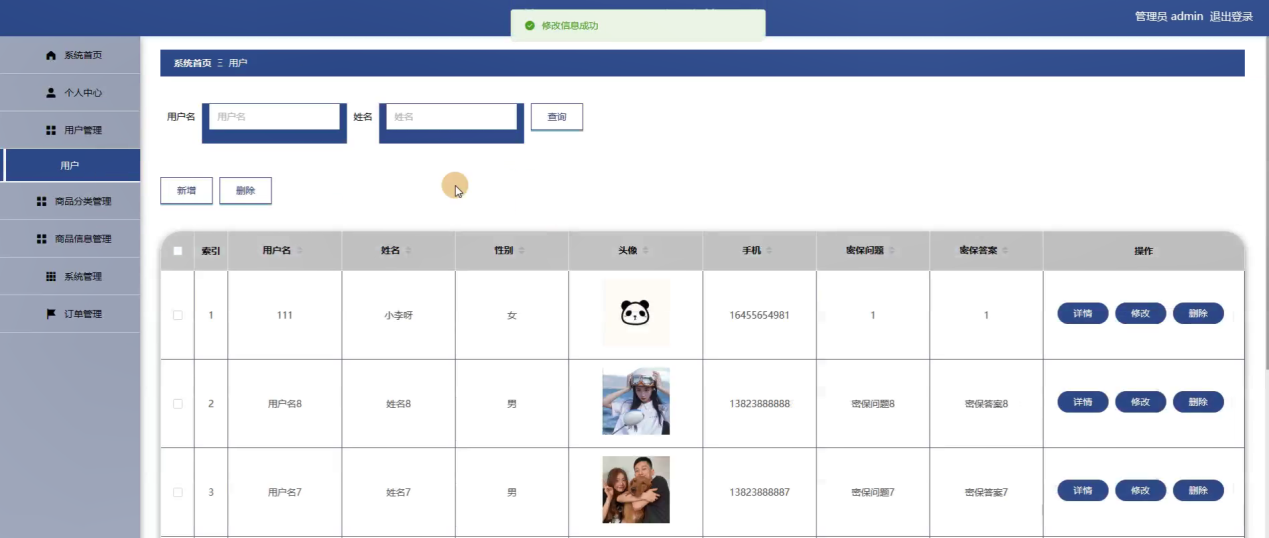 管理员 admin 退出登录
修改信息成功
系统首页
个人中心
用户管理
用户
商品分类管理
商品信息管理
系统管理
订单管理
系统首页 Ξ 用户
用户名 用户名 姓名 姓名 查询
新增 删除
索引 用户名 姓名 性别 头像 手机 密保问题 密保答案 操作
1 111 小李呀 女 16455654981 1 1 详情 修改 删除
2 用户名8 姓名8 男 13823888888 密保问题8 密保答案8 详情 修改 删除
3 用户名7 姓名7 男 13823888887 密保问题7 密保答案7 详情 修改 删除